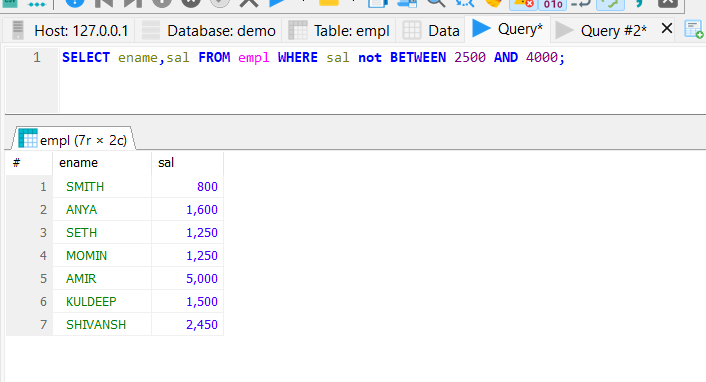 Host: 127.0.0.1 Database: demo Table: empl Data Query* Query #2*
1 SELECT ename,sal FROM empl WHERE sal not BETWEEN 2500 AND 4000;
empl (7r × 2c)
# ename sal
1 SMITH 800
2 ANYA 1,600
3 SETH 1,250
4 MOMIN 1,250
5 AMIR 5,000
6 KULDEEP 1,500
7 SHIVANSH 2,450